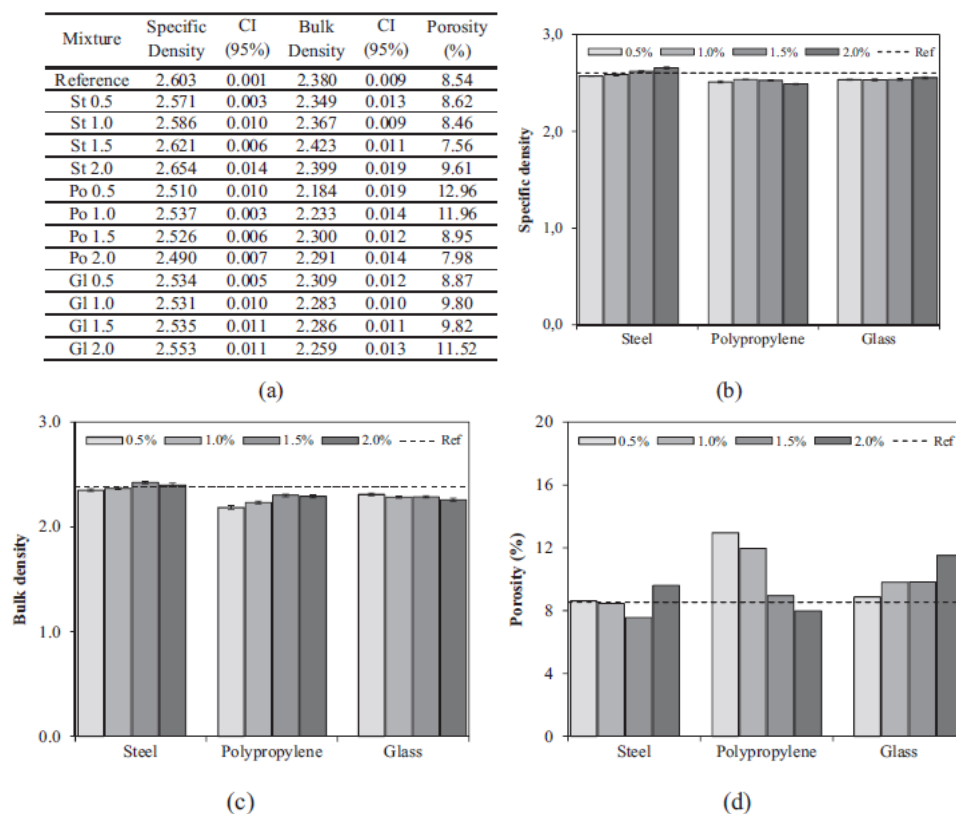 Mixture Specific Density CI (95%) Bulk Density CI (95%) Porosity (%)
Reference 2.603 0.001 2.380 0.009 8.54
St 0.5 2.571 0.003 2.349 0.013 8.62
St 1.0 2.586 0.010 2.367 0.009 8.46
St 1.5 2.621 0.006 2.423 0.011 7.56
St 2.0 2.654 0.014 2.399 0.019 9.61
Po 0.5 2.510 0.010 2.184 0.019 12.96
Po 1.0 2.537 0.003 2.233 0.014 11.96
Po 1.5 2.526 0.006 2.300 0.012 8.95
Po 2.0 2.490 0.007 2.291 0.014 7.98
Gl 0.5 2.534 0.005 2.309 0.012 8.87
Gl 1.0 2.531 0.010 2.283 0.010 9.80
Gl 1.5 2.535 0.011 2.286 0.011 9.82
Gl 2.0 2.553 0.011 2.259 0.013 11.52
(a)
0.5% 1.0% 1.5% 2.0% Ref
Specific density
3,0
2,0
1,0
0,0
Steel Polypropylene Glass
(b)
0.5% 1.0% 1.5% 2.0% Ref
Bulk density
3.0
2.0
1.0
0.0
Steel Polypropylene Glass
(c)
0.5% 1.0% 1.5% 2.0% Ref
Porosity (%)
20
16
12
8
4
0
Steel Polypropylene Glass
(d)